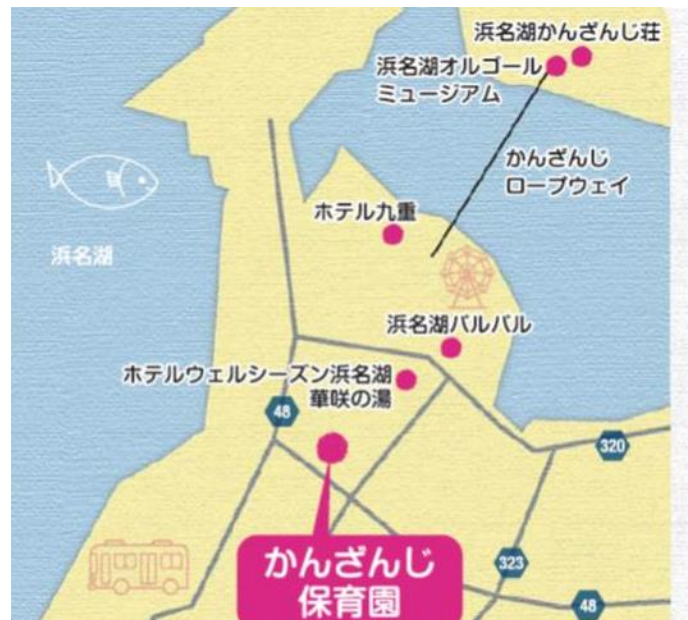 浜名湖かんざんじ荘
浜名湖オルゴール
ミュージアム
かんざんじ
ロープウェイ
ホテル九重
浜名湖
浜名湖パルパル
ホテルウェルシーズン浜名湖
華咲の湯
48
320
かんざんじ
保育園
323
48